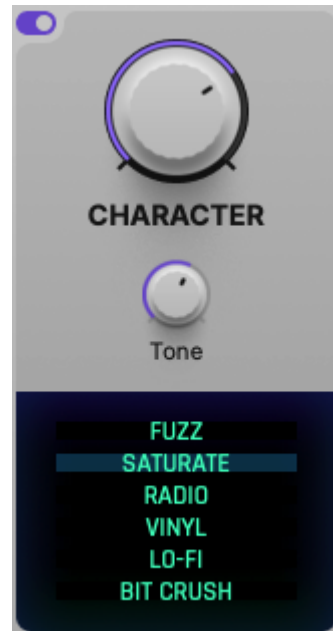 CHARACTER
Tone
FUZZ
SATURATE
RADIO
VINYL
LO-FI
BIT CRUSH